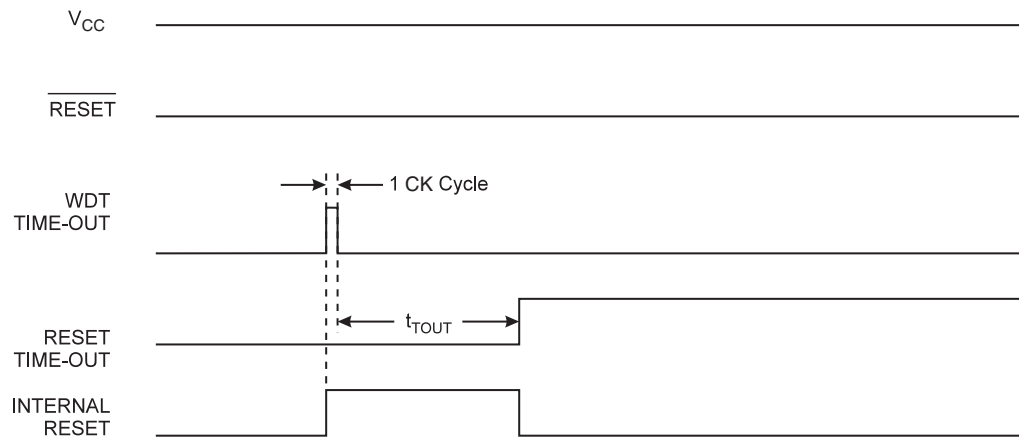 VCC
RESET
1 CK Cycle
WDT
TIME-OUT
tTOUT
RESET
TIME-OUT
INTERNAL
RESET